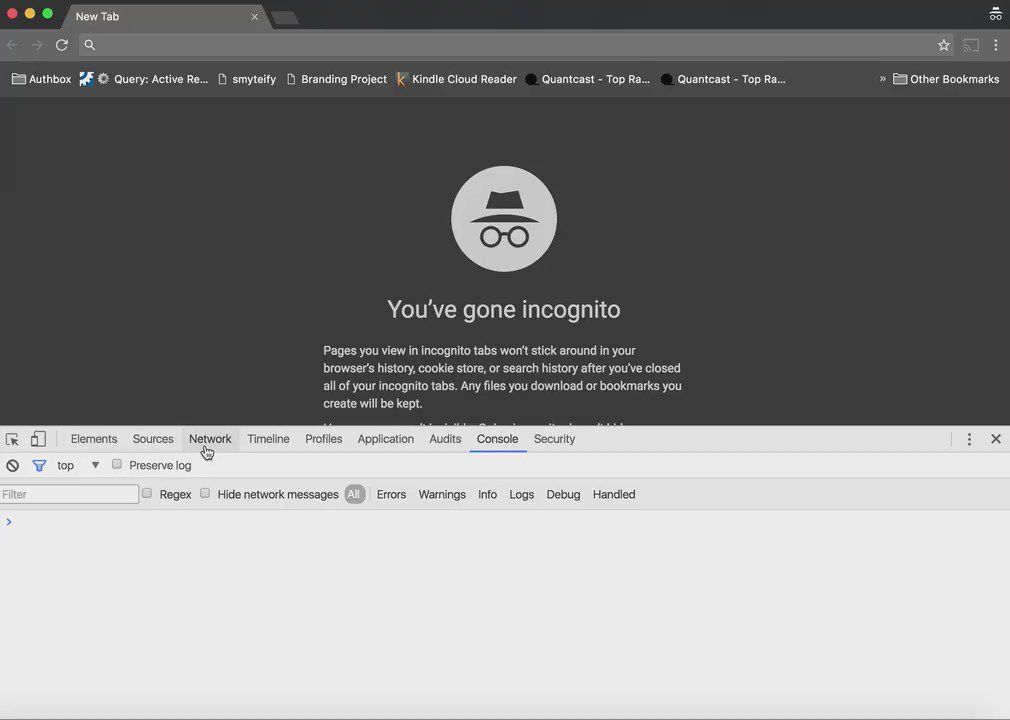 New Tab
Authbox Query: Active Re... smyteify Branding Project Kindle Cloud Reader Quantcast - Top Ra... Quantcast - Top Ra... » Other Bookmarks
You’ve gone incognito
Pages you view in incognito tabs won’t stick around in your
browser’s history, cookie store, or search history after you’ve closed
all of your incognito tabs. Any files you download or bookmarks you
create will be kept.
Elements Sources Network Timeline Profiles Application Audits Console Security
top Preserve log
Filter Regex Hide network messages All Errors Warnings Info Logs Debug Handled